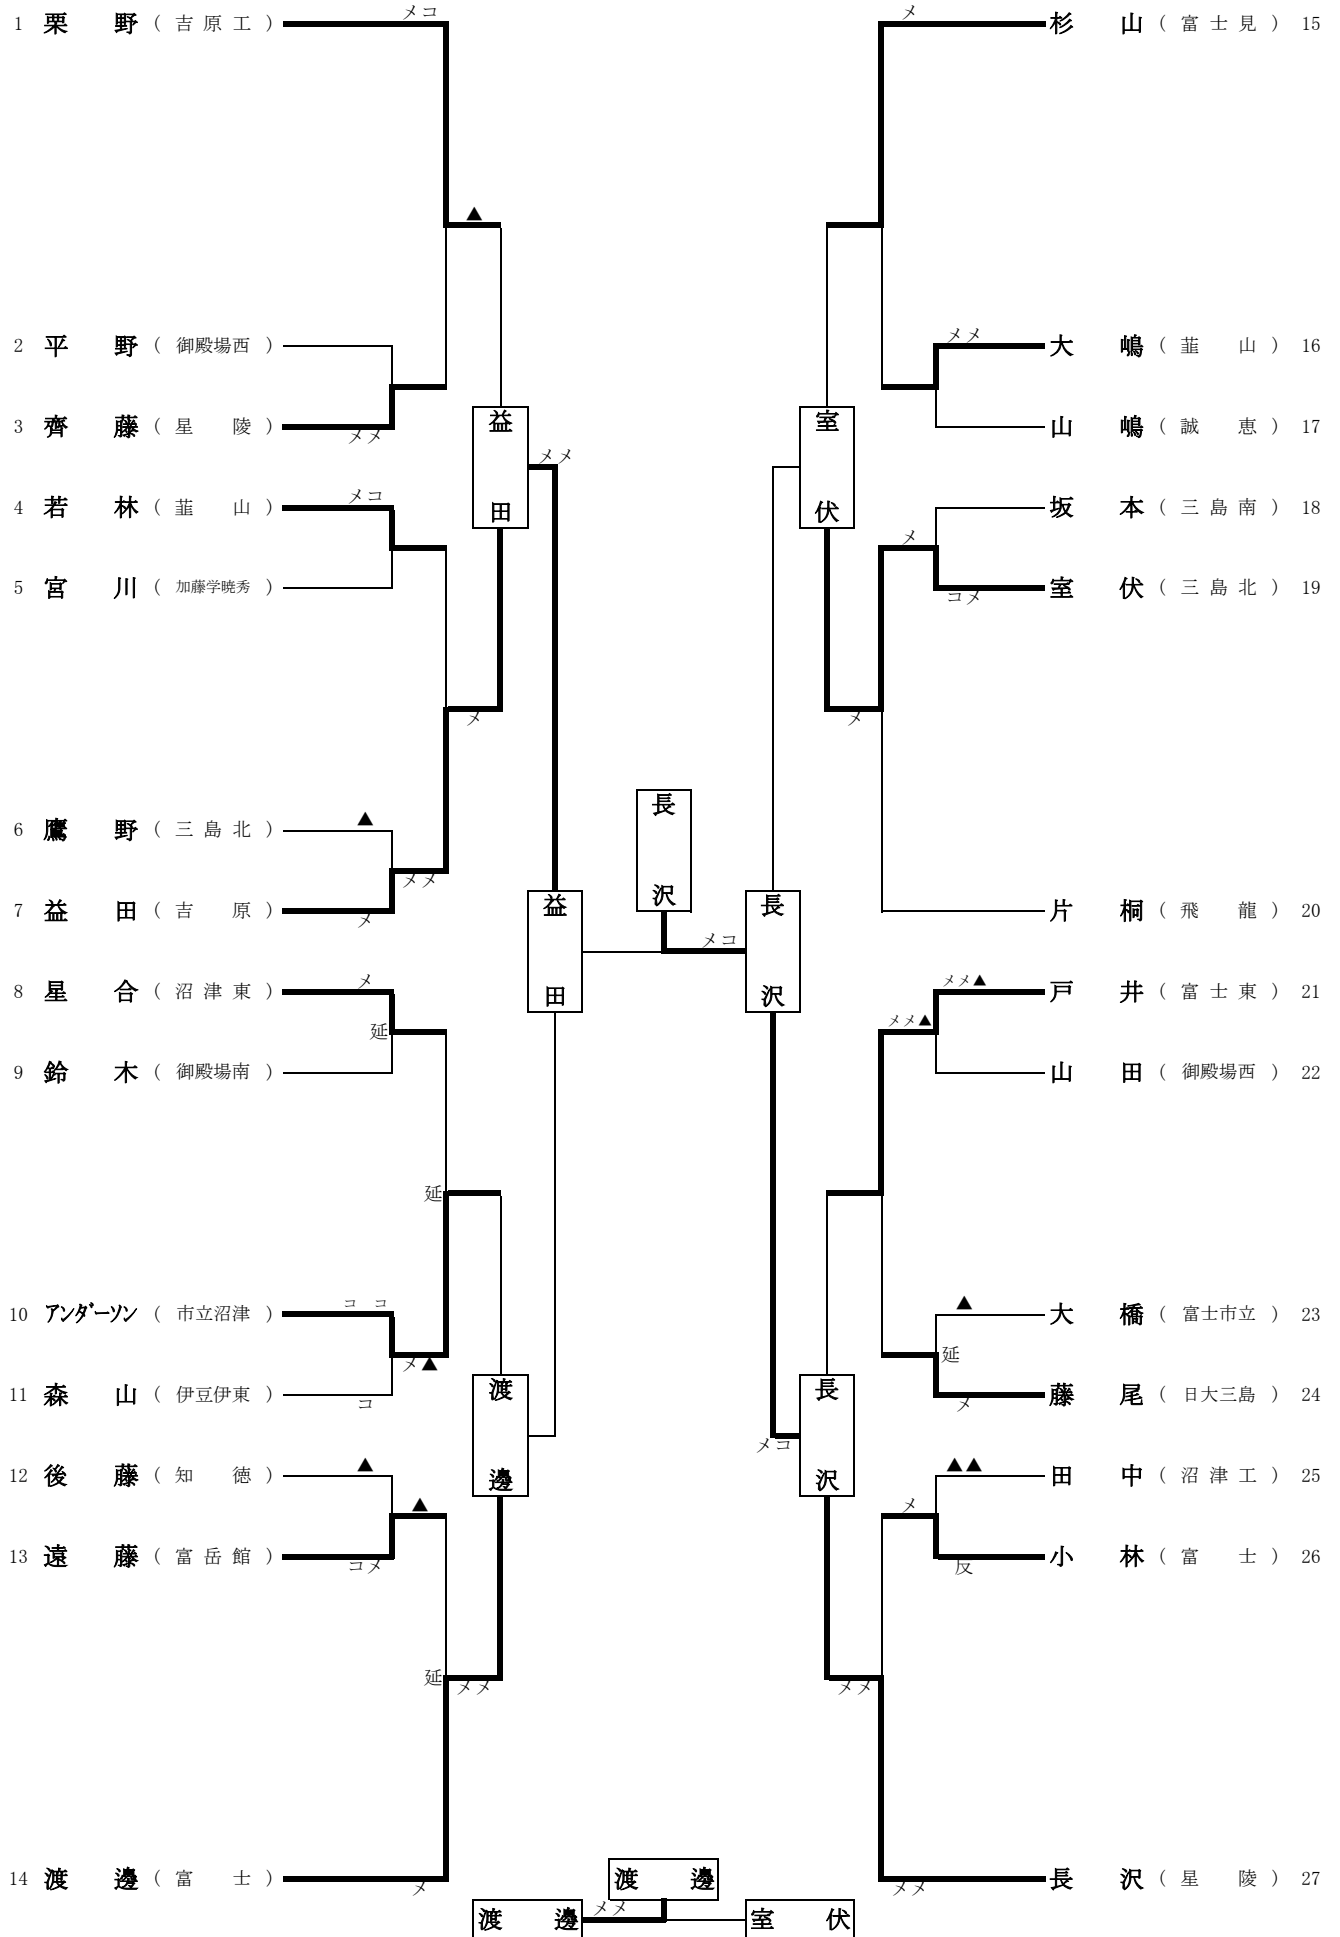 メコ
メ
1 栗野 (吉原工)
杉山 (富士見) 15
▲
メメ
2 平野 (御殿場西)
大嶋 (韮山) 16
3 齊藤 (星陵)
益田
室伏
山嶋 (誠恵) 17
メメ
メメ
メコ
4 若林 (韮山)
坂本 (三島南) 18
メ
5 宮川 (加藤学暁秀)
室伏 (三島北) 19
コメ
メ
メ
長沢
▲
6 鷹野 (三島北)
メメ
7 益田 (吉原)
益田
長沢
片桐 (飛龍) 20
メ
メコ
メ
メメ▲
8 星合 (沼津東)
戸井 (富士東) 21
延
メメ▲
9 鈴木 (御殿場南)
山田 (御殿場西) 22
延
コ コ
▲
10 アンダーソン (市立沼津)
大橋 (富士市立) 23
メ▲
延
11 森山 (伊豆伊東)
渡邊
長沢
藤尾 (日大三島) 24
コ
メ
メコ
▲
▲▲
12 後藤 (知徳)
田中 (沼津工) 25
▲
メ
13 遠藤 (富岳館)
小林 (富士) 26
コメ
反
延
メメ
メメ
14 渡邊 (富士)
渡邊
長沢 (星陵) 27
メ
メメ
メメ
渡邊
室伏